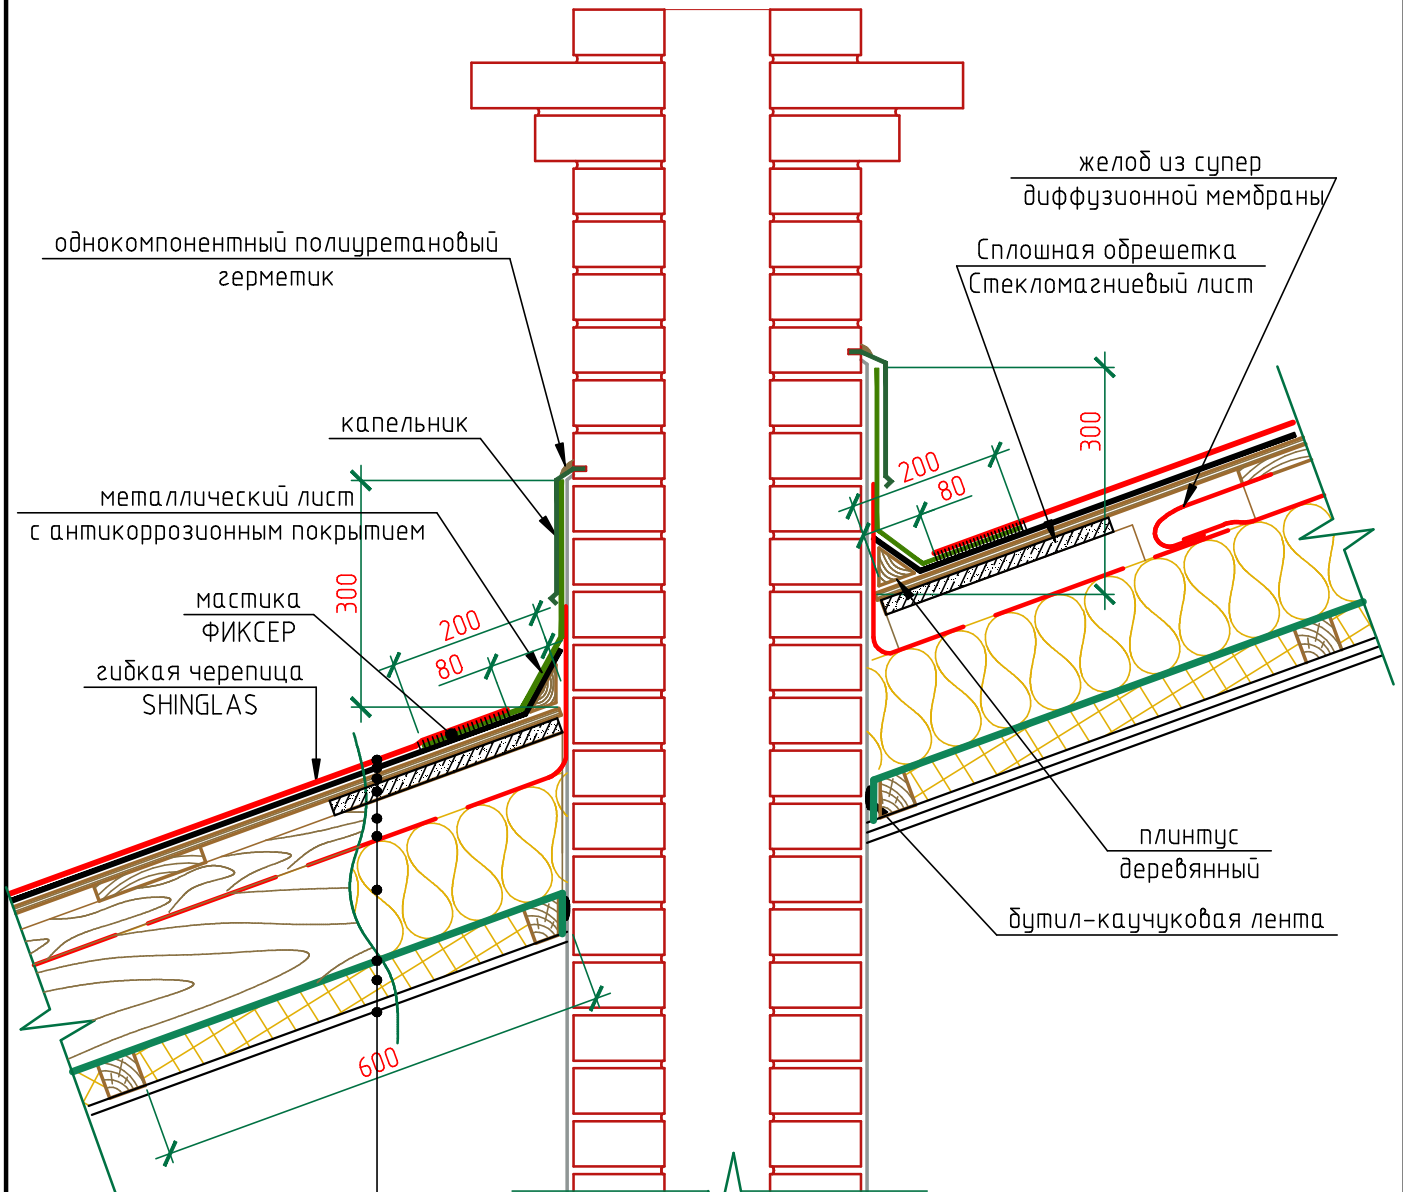 желоб из супер
диффузионной мембраны
однокомпонентный полиуретановый
герметик
Сплошная обрешетка
Стекломагниевый лист
капельник
300
200
80
металлический лист
с антикоррозионным покрытием
300
мастика
ФИКСЕР
200
80
гибкая черепица
SHINGLAS
плинтус
деревянный
бутил-каучуковая лента
600